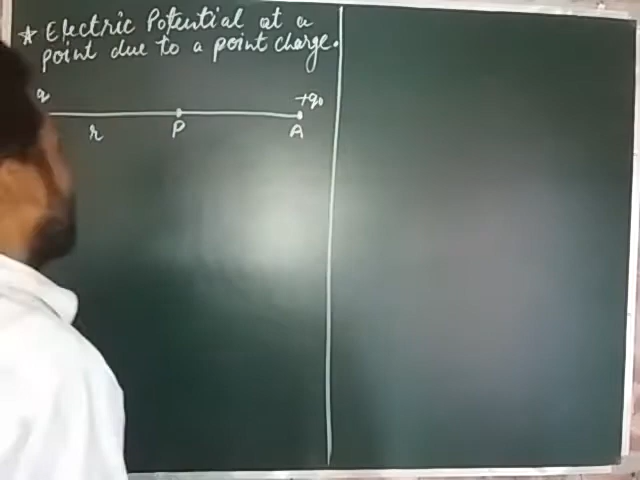 * Electric Potential at a
point due to a point charge.
q
+q0
r P A